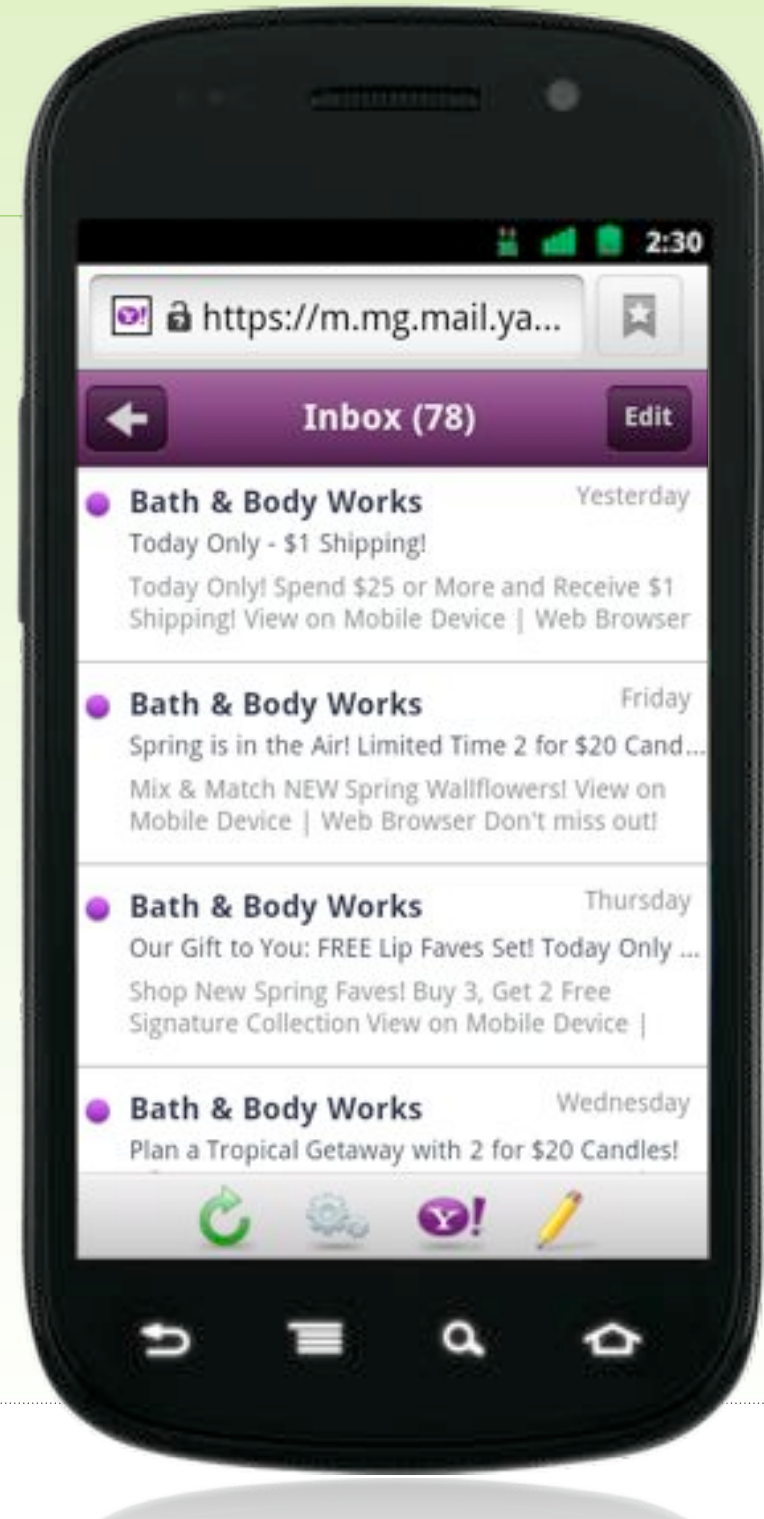 2:30
https://m.mg.mail.ya...
Inbox (78)
Edit
Bath & Body Works
Yesterday
Today Only - $1 Shipping!
Today Only! Spend $25 or More and Receive $1
Shipping! View on Mobile Device | Web Browser
Bath & Body Works
Friday
Spring is in the Air! Limited Time 2 for $20 Cand...
Mix & Match NEW Spring Wallflowers! View on
Mobile Device | Web Browser Don't miss out!
Bath & Body Works
Thursday
Our Gift to You: FREE Lip Faves Set! Today Only ...
Shop New Spring Faves! Buy 3, Get 2 Free
Signature Collection View on Mobile Device |
Bath & Body Works
Wednesday
Plan a Tropical Getaway with 2 for $20 Candles!
Y!